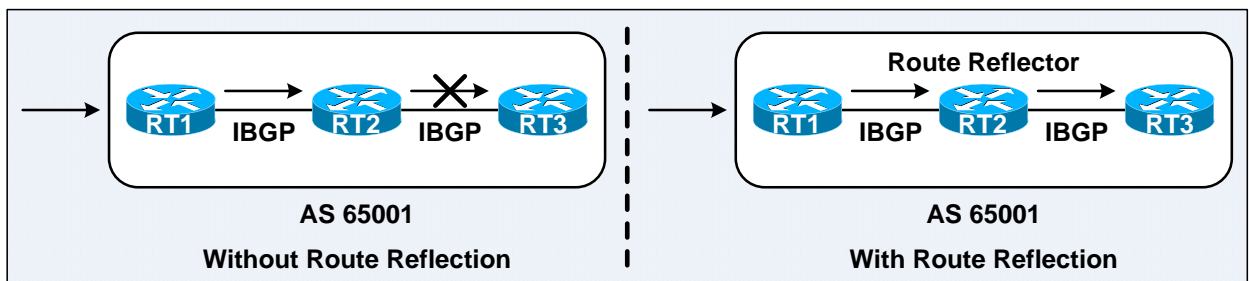 RT1 RT2 RT3
IBGP IBGP
AS 65001
Without Route Reflection
Route Reflector
RT1 RT2 RT3
IBGP IBGP
AS 65001
With Route Reflection